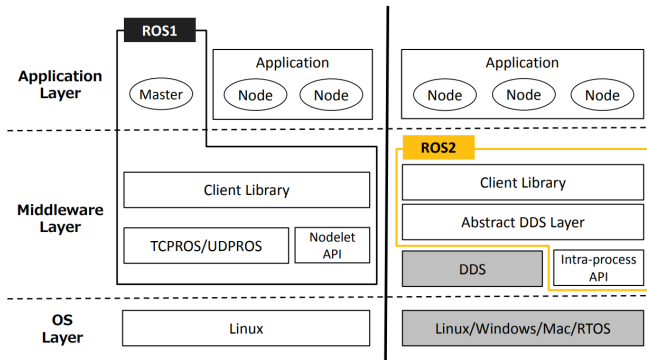 ROS1
Application
Layer
Master
Application
Node
Node
Application
Node
Node
Node
ROS2
Middleware
Layer
Client Library
TCPROS/UDPROS
Nodelet
API
Client Library
Abstract DDS Layer
DDS
Intra-process
API
OS
Layer
Linux
Linux/Windows/Mac/RTOS